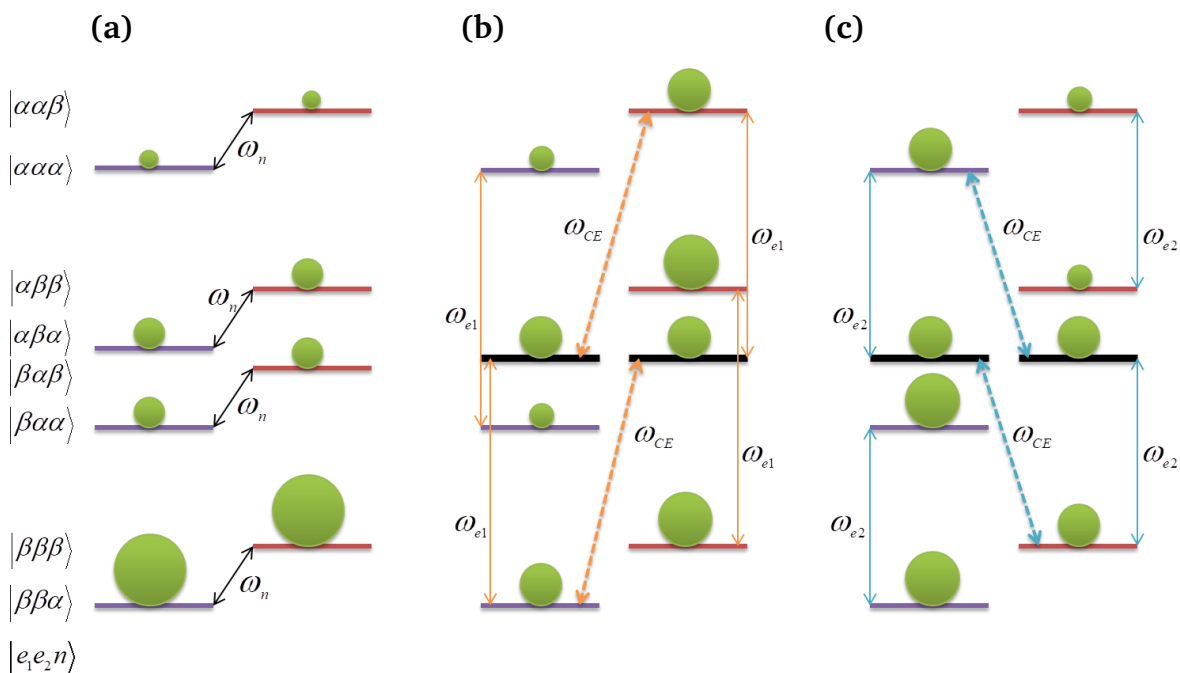 (a) (b) (c)
|ααβ⟩
|ααα⟩
ω_n
|αββ⟩
|αβα⟩
|βαβ⟩
|βαα⟩
ω_n
ω_n
|βββ⟩
|ββα⟩
ω_n
|e₁e₂n⟩
ω_CE
ω_e1
ω_e1
ω_CE
ω_e1
ω_e1
ω_CE
ω_e2
ω_e2
ω_CE
ω_e2
ω_e2